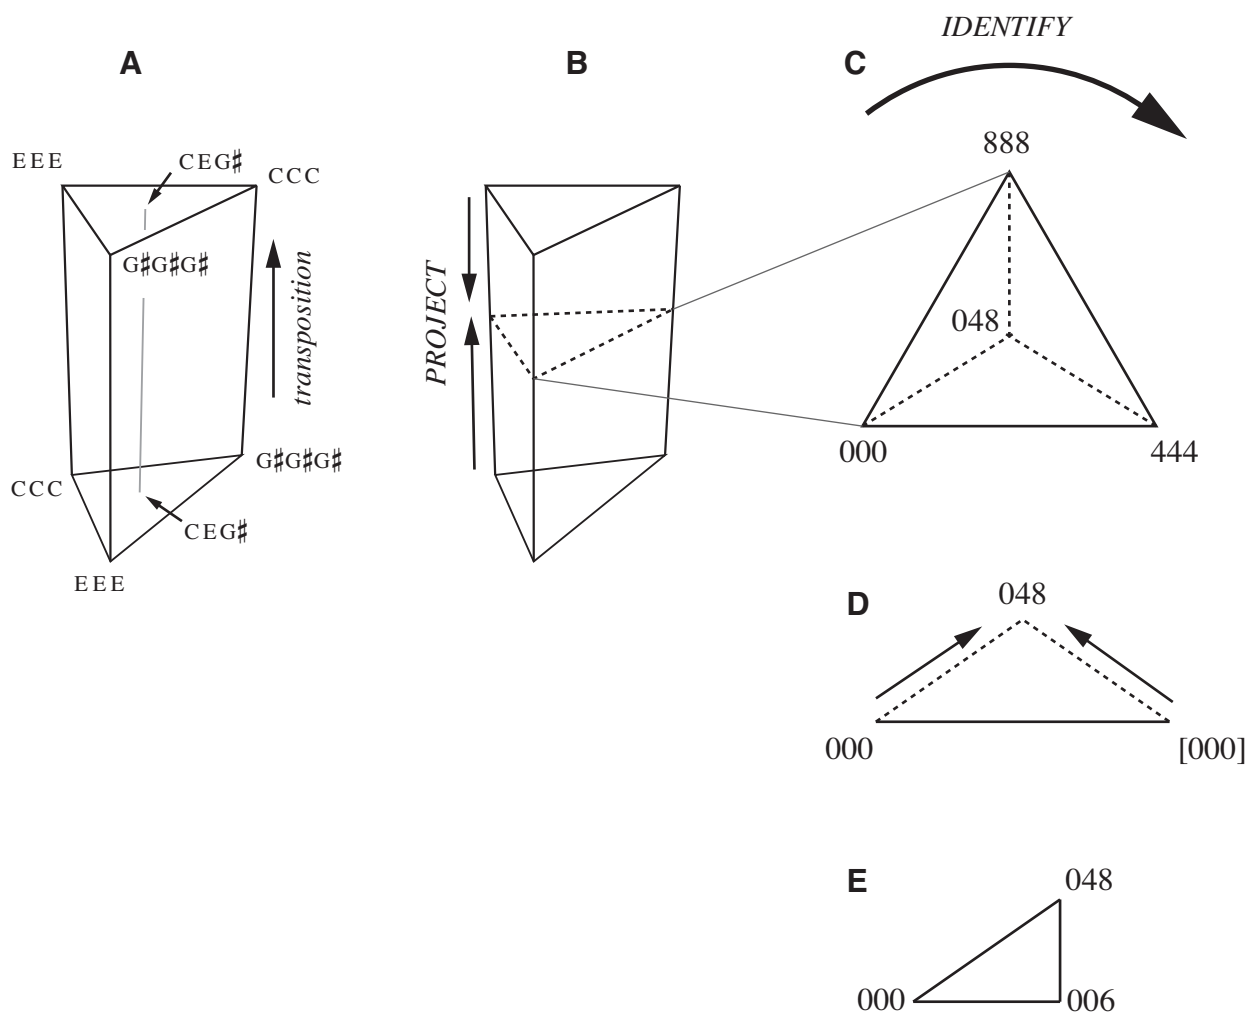 IDENTIFY
A
B
C
EEE
CEG♯
CCC
G♯G♯G♯
transposition
CCC
G♯G♯G♯
CEG♯
EEE
PROJECT
888
048
000
444
D
048
000
[000]
E
048
000
006